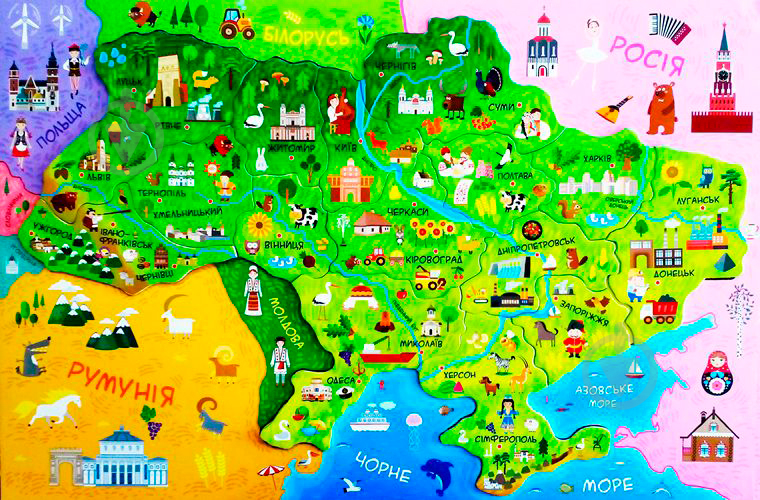 БІЛОРУСЬ
РОСІЯ
ПОЛЬЩА
ЧЕРНІГІВ
ЛУЦЬК
РІВНЕ
СУМИ
ЖИТОМИР
КИЇВ
ХАРКІВ
ЛЬВІВ
ПОЛТАВА
ТЕРНОПІЛЬ
ЛУГАНСЬК
ХМЕЛЬНИЦЬКИЙ
ЧЕРКАСИ
УЖГОРОД
ІВАНО-
ФРАНКІВСЬК
ВІННИЦЯ
ДНІПРОПЕТРОВСЬК
КІРОВОГРАД
ЧЕРНІВЦІ
ДОНЕЦЬК
МОЛДОВА
ЗАПОРІЖЖЯ
МИКОЛАЇВ
РУМУНІЯ
ОДЕСА
ХЕРСОН
АЗОВСЬКЕ
МОРЕ
СІМФЕРОПОЛЬ
ЧОРНЕ
МОРЕ